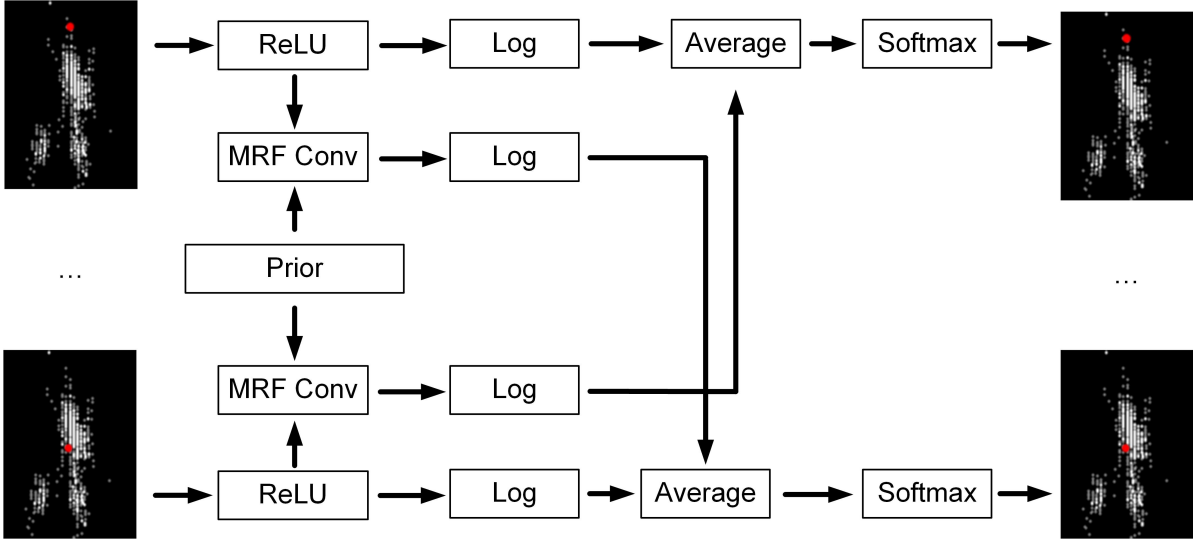 ReLU
Log
Average
Softmax
MRF Conv
Log
Prior
...
...
MRF Conv
Log
ReLU
Log
Average
Softmax